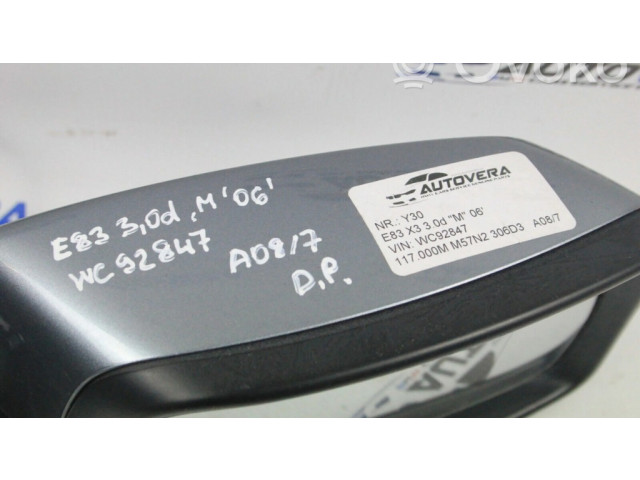 E83 3,0d ,M'06'
WC92847
A08/7
D.P.
AUTOVERA
NR.: Y30
E83 X3 3.0d "M" 06'
VIN: WC92847
117.000M M57N2 306D3 A08/7